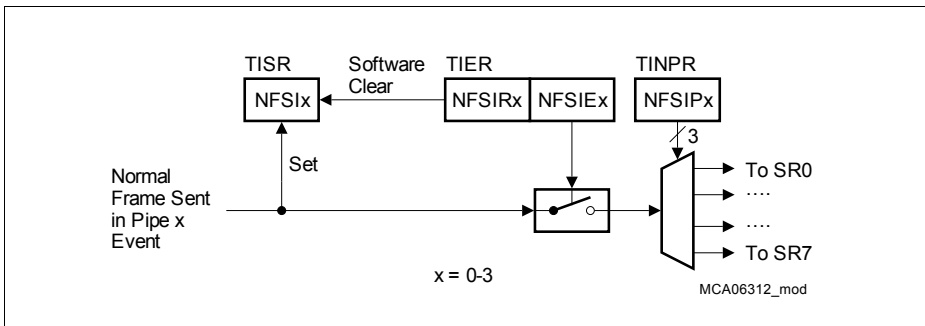 TISR
Software
Clear
TIER
TINPR
NFSIx
NFSIRx
NFSIEx
NFSIPx
3
Set
Normal
Frame Sent
in Pipe x
Event
To SR0
....
....
To SR7
x = 0-3
MCA06312_mod